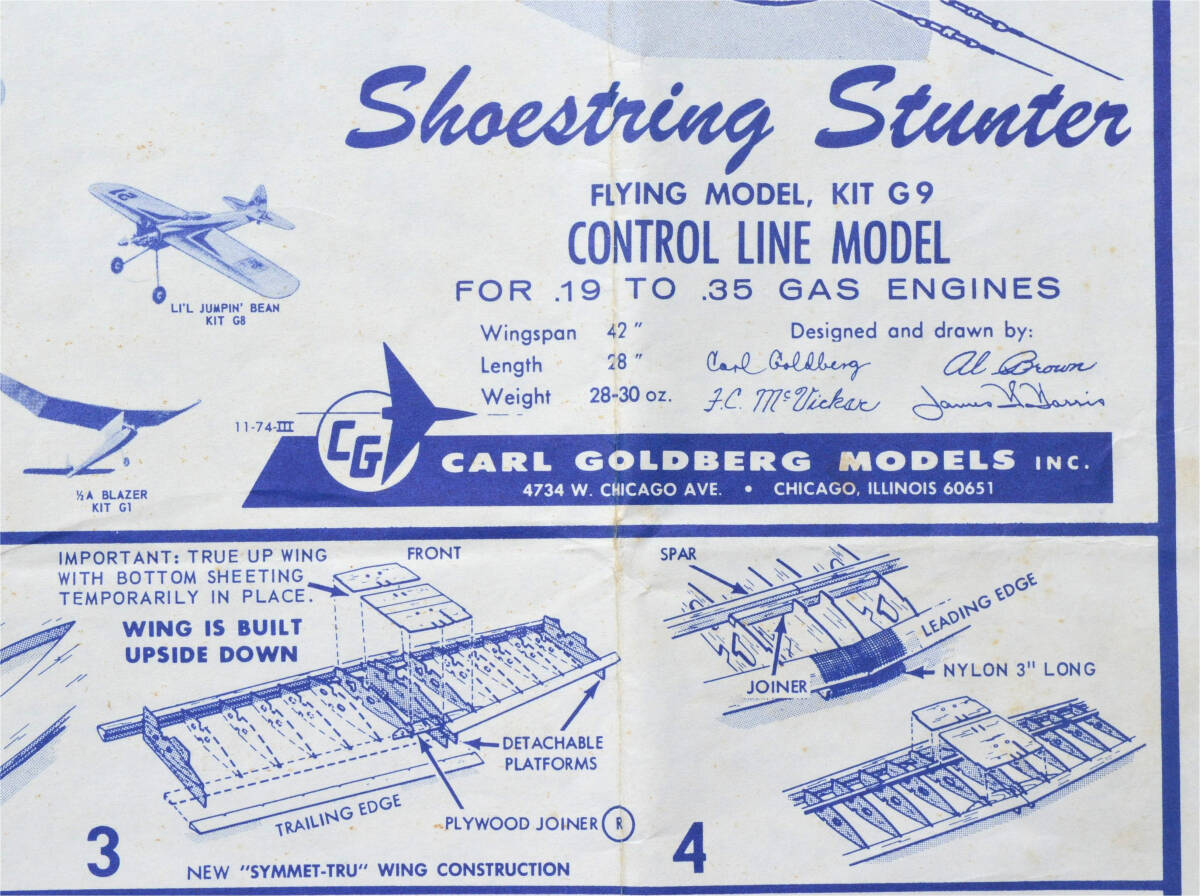 Shoestring Stunter
FLYING MODEL, KIT G9
CONTROL LINE MODEL
FOR .19 TO .35 GAS ENGINES
Wingspan 42"
Length 28"
Weight 28-30 oz.
Designed and drawn by:
Carl Goldberg
Al Brown
F.C. McVickar
James H. Harris
21
LI'L JUMPIN' BEAN
KIT G8
½A BLAZER
KIT G1
11-74-III
CG
CARL GOLDBERG MODELS INC.
4734 W. CHICAGO AVE. • CHICAGO, ILLINOIS 60651
IMPORTANT: TRUE UP WING
WITH BOTTOM SHEETING
TEMPORARILY IN PLACE.
FRONT
WING IS BUILT
UPSIDE DOWN
DETACHABLE
PLATFORMS
TRAILING EDGE
PLYWOOD JOINER R
3
NEW "SYMMET-TRU" WING CONSTRUCTION
SPAR
LEADING EDGE
JOINER
NYLON 3" LONG
4